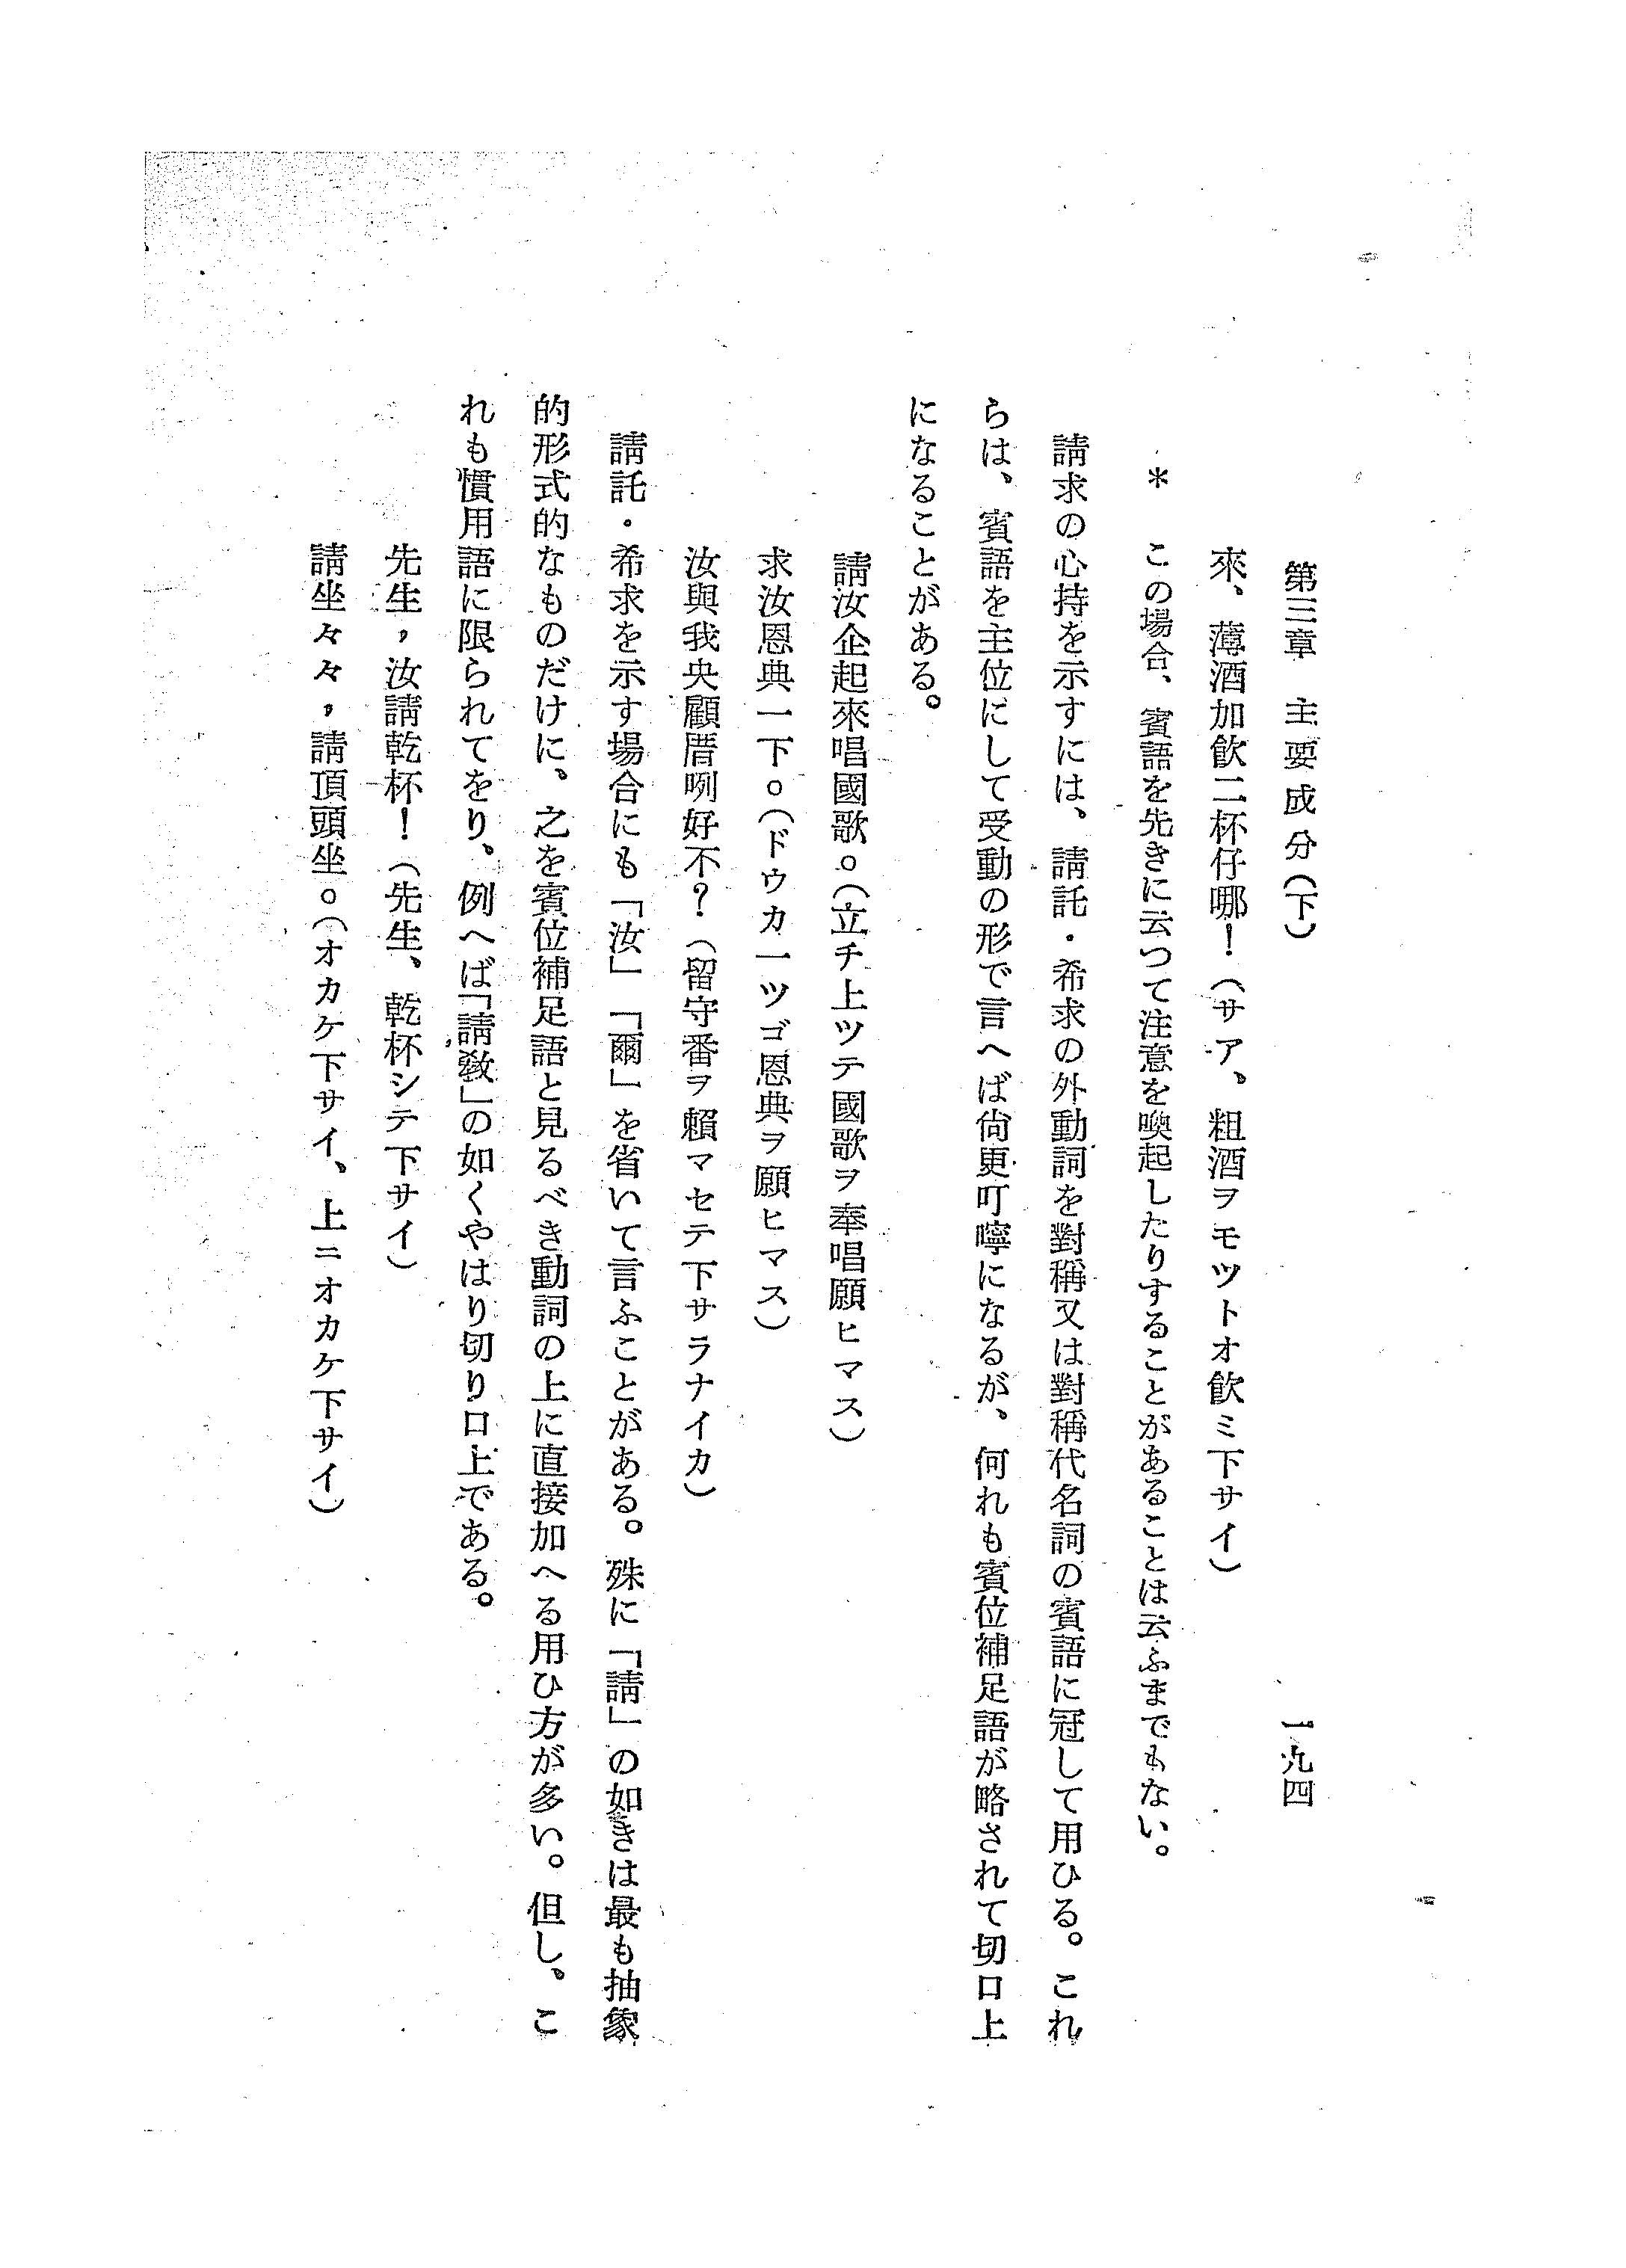 第三章　主要成分（下）　一九四
來、薄酒加飮二杯仔哪！（サア、粗酒ヲモツトオ飮ミ下サイ）
＊　この場合、賓語を先きに云つて注意を喚起したりすることがあることは云ふまでもない。
請求の心持を示すには、請託・希求の外動詞を對稱又は對稱代名詞の賓語に冠して用ひる。これ
らは、賓語を主位にして受動の形で言へば尙更叮嚀になるが、何れも賓位補足語が略されて切口上
になることがある。
請汝企起來唱國歌。（立チ上ツテ國歌ヲ奉唱願ヒマス）
求汝恩典一下。（ドウカ一ツゴ恩典ヲ願ヒマス）
汝與我央顧厝咧好不？（留守番ヲ賴マセテ下サラナイカ）
請託・希求を示す場合にも「汝」「爾」を省いて言ふことがある。殊に「請」の如きは最も抽象
的形式的なものだけに、之を賓位補足語と見るべき動詞の上に直接加へる用ひ方が多い。但し、こ
れも慣用語に限られてをり、例へば「請敎」の如くやはり切り口上である。
先生，汝請乾杯！（先生、乾杯シテ下サイ）
請坐々々，請頂頭坐。（オカケ下サイ、上ニオカケ下サイ）